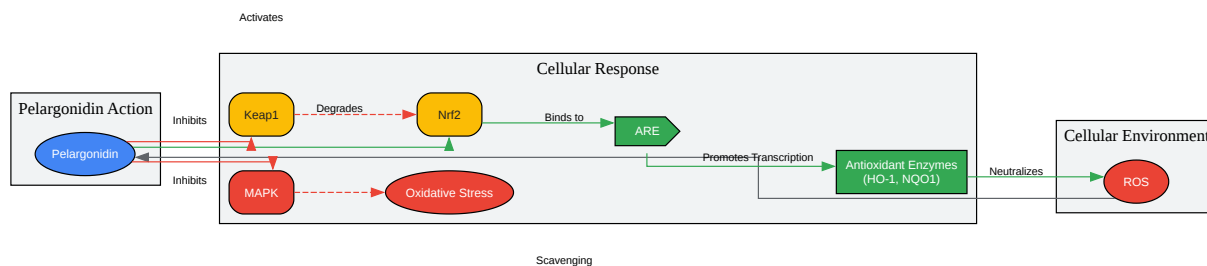 Activates
Cellular Response
Pelargonidin Action
Pelargonidin
Inhibits
Inhibits
Keap1
Degrades
Nrf2
Binds to
ARE
MAPK
Oxidative Stress
Promotes Transcription
Antioxidant Enzymes
(HO-1, NQO1)
Neutralizes
Cellular Environment
ROS
Scavenging